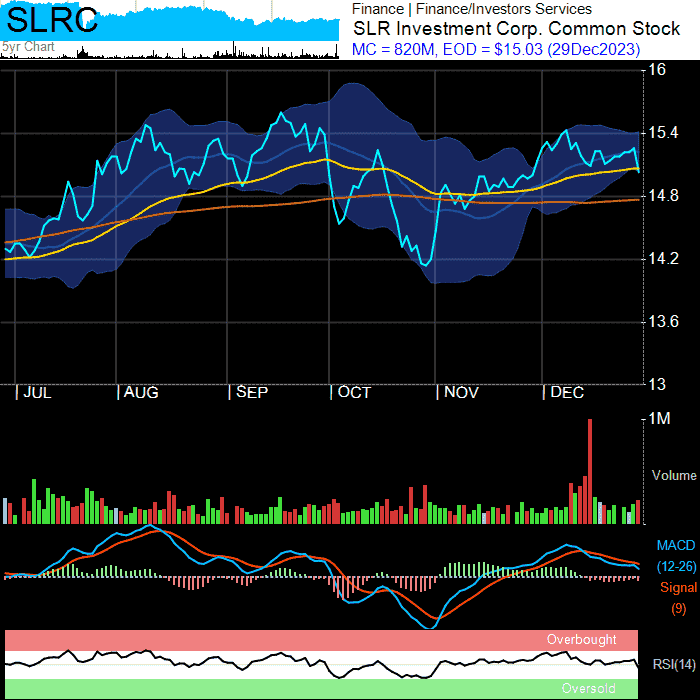 SLRC
5yr Chart
Finance | Finance/Investors Services
SLR Investment Corp. Common Stock
MC = 820M, EOD = $15.03 (29Dec2023)
16
15.4
14.8
14.2
13.6
13
JUL
AUG
SEP
OCT
NOV
DEC
1M
Volume
MACD
(12-26)
Signal
(9)
Overbought
RSI(14)
Oversold